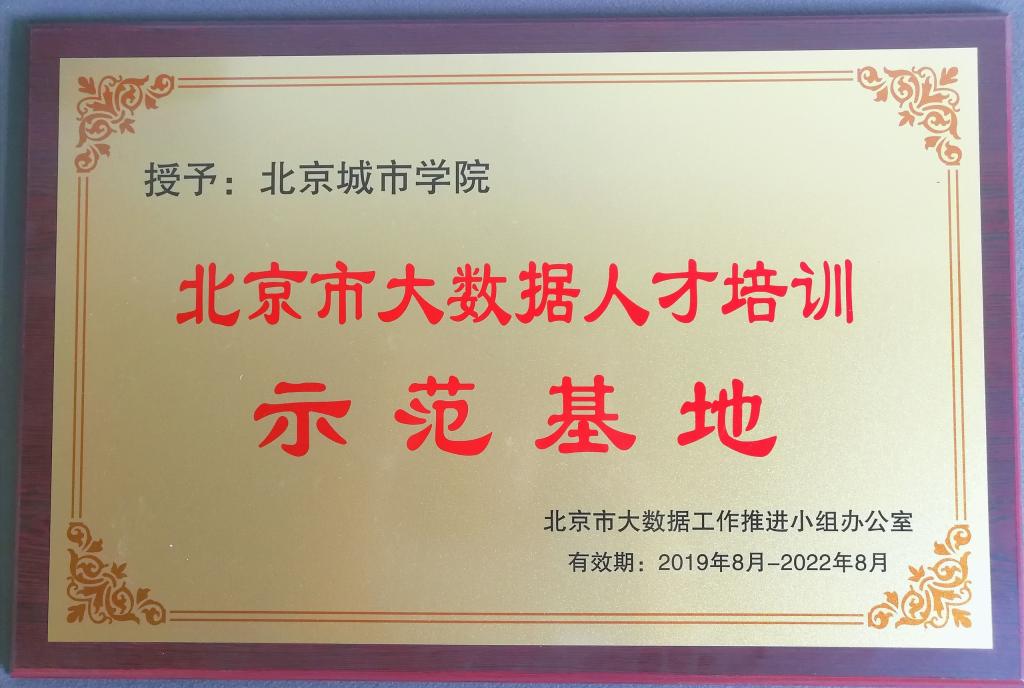 授予：北京城市学院
北京市大数据人才培训
示范基地
北京市大数据工作推进小组办公室
有效期：2019年8月-2022年8月